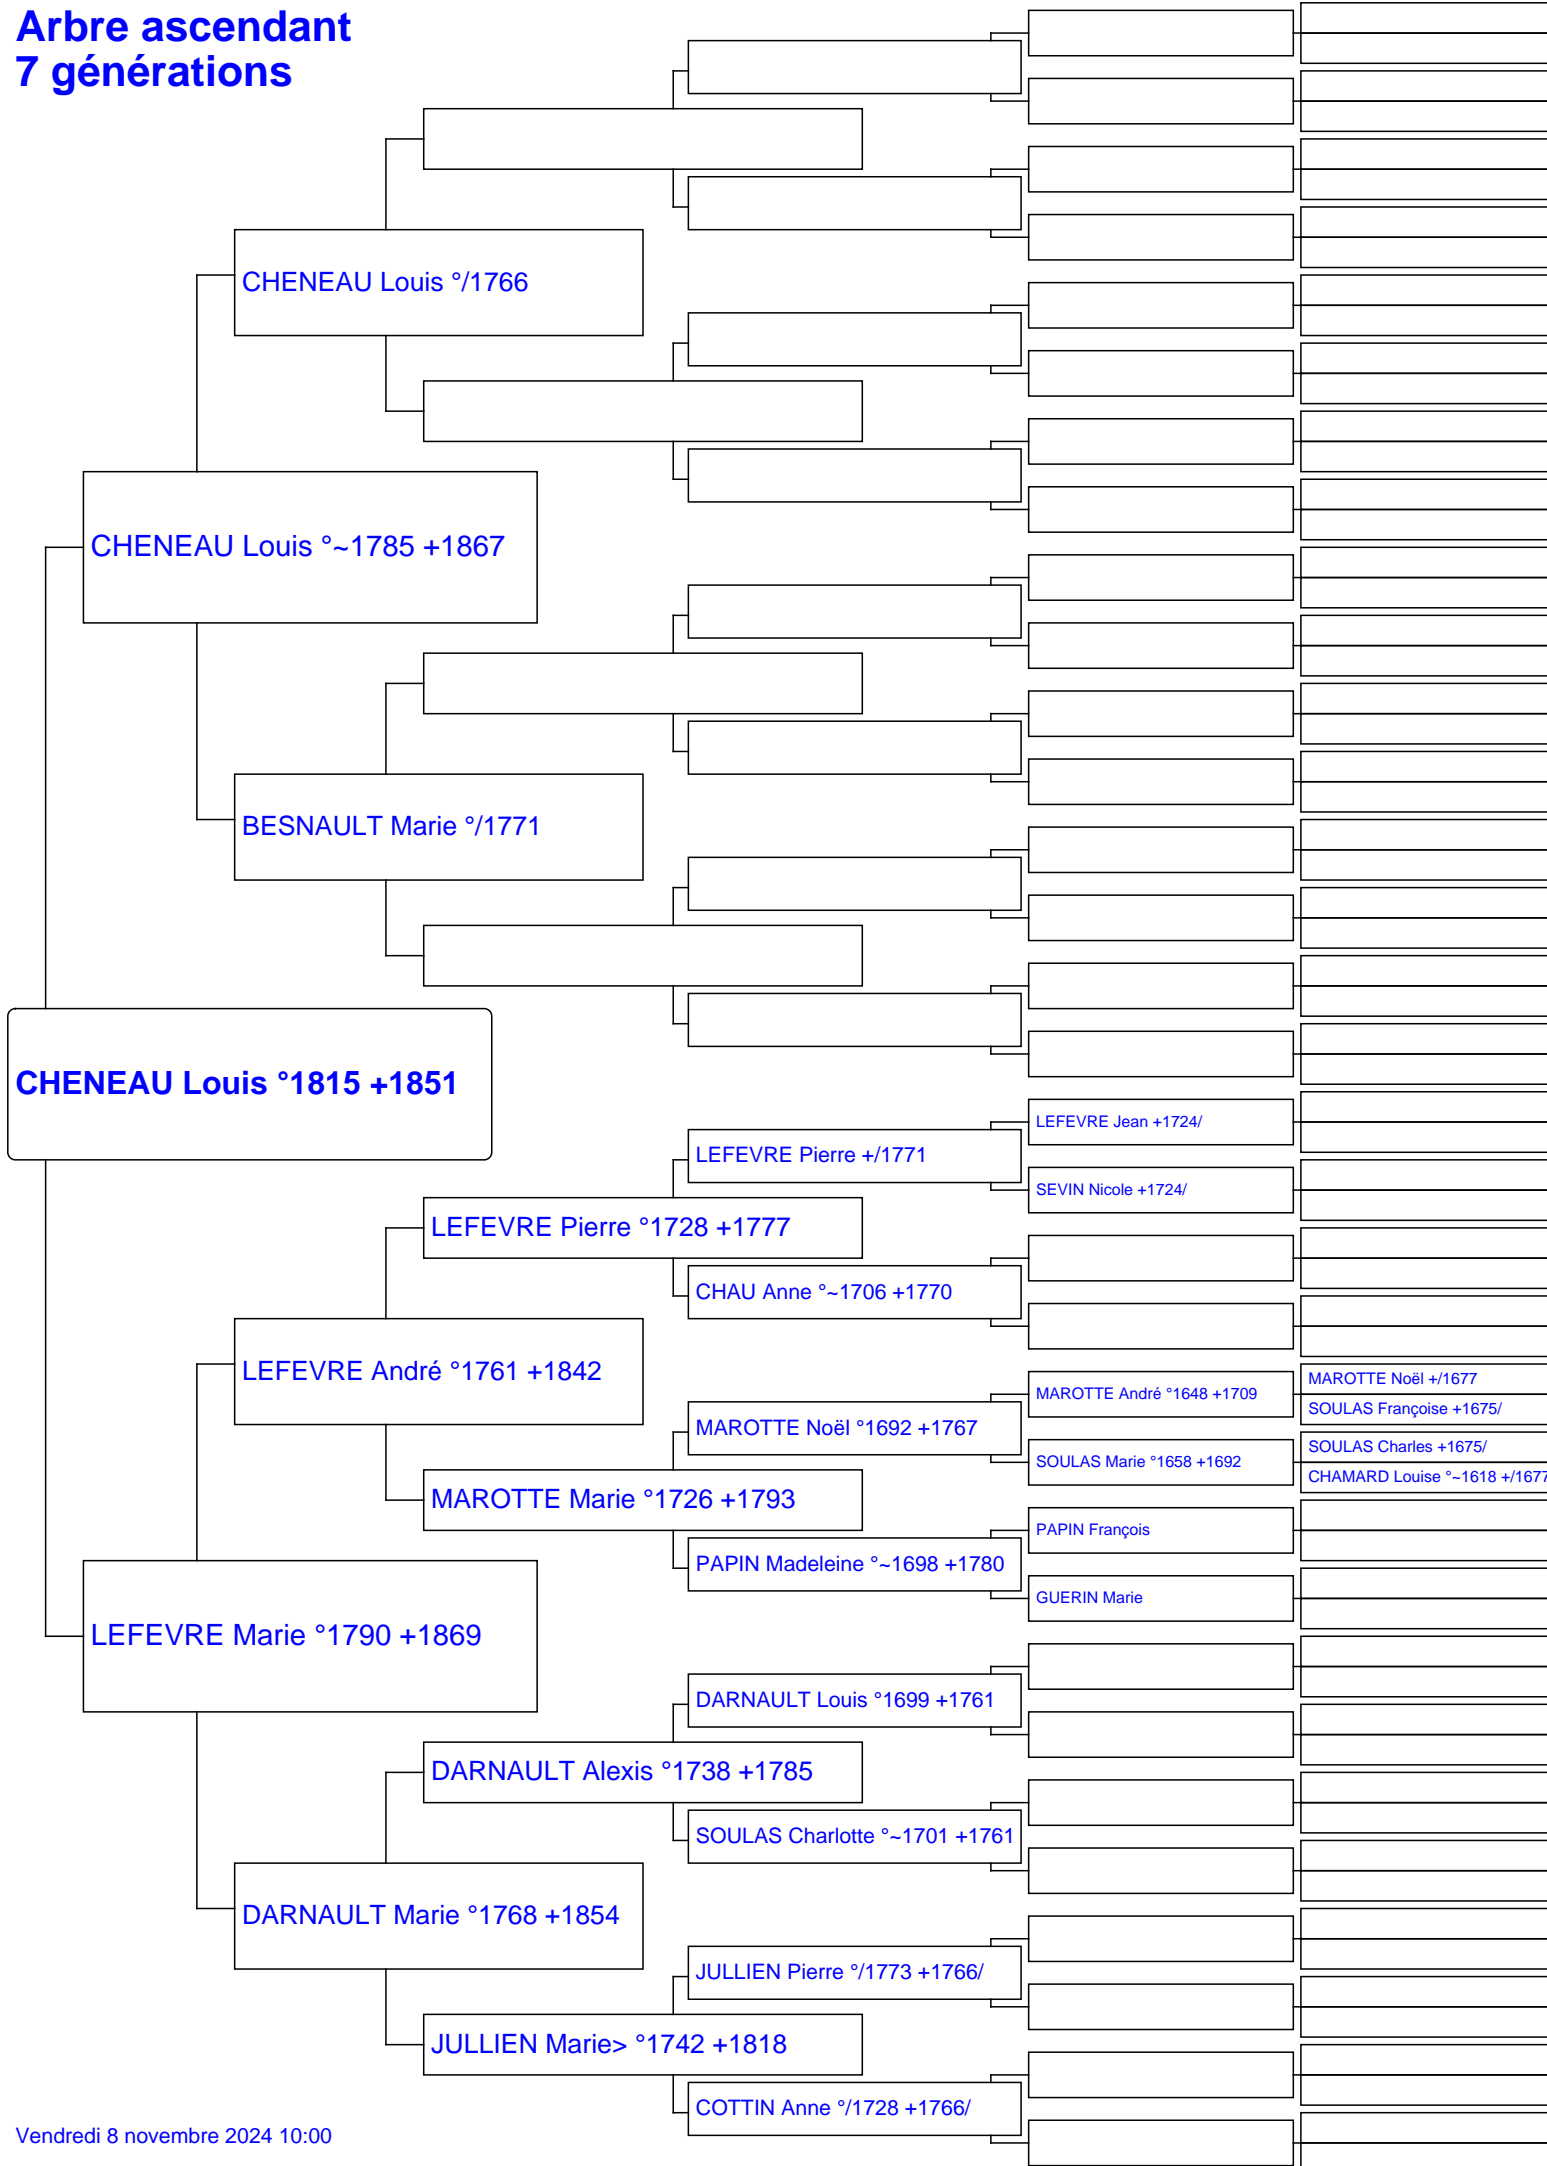 Arbre ascendant
7 générations
CHENEAU Louis °/1766
CHENEAU Louis °~1785 +1867
BESNAULT Marie °/1771
CHENEAU Louis °1815 +1851
LEFEVRE Jean +1724/
LEFEVRE Pierre +/1771
SEVIN Nicole +1724/
LEFEVRE Pierre °1728 +1777
CHAU Anne °~1706 +1770
LEFEVRE André °1761 +1842
MAROTTE Noël +/1677
MAROTTE André °1648 +1709
SOULAS Françoise +1675/
MAROTTE Noël °1692 +1767
SOULAS Charles +1675/
SOULAS Marie °1658 +1692
CHAMARD Louise °~1618 +/1677
MAROTTE Marie °1726 +1793
PAPIN François
PAPIN Madeleine °~1698 +1780
GUERIN Marie
LEFEVRE Marie °1790 +1869
DARNAULT Louis °1699 +1761
DARNAULT Alexis °1738 +1785
SOULAS Charlotte °~1701 +1761
DARNAULT Marie °1768 +1854
JULLIEN Pierre °/1773 +1766/
JULLIEN Marie> °1742 +1818
COTTIN Anne °/1728 +1766/
Vendredi 8 novembre 2024 10:00